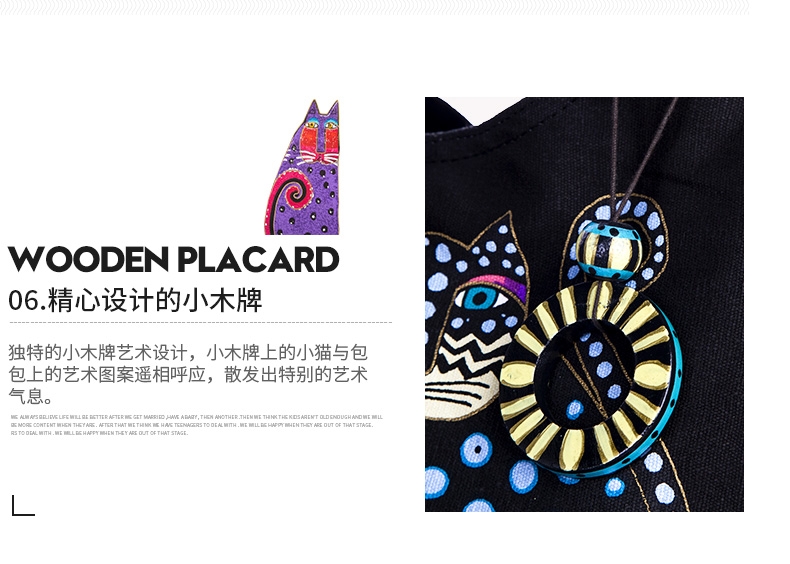 WOODEN PLACARD
06.精心设计的小木牌
独特的小木牌艺术设计，小木牌上的小猫与包
包上的艺术图案遥相呼应，散发出特别的艺术
气息。
WE ALWAYS BELIEVE LIFE WILL BE BETTER AFTER WE GET MARRIED ,HAVE A BABY, THEN ANOTHER .THEN WE THINK THE KIDS AREN'T OLD ENOUGH AND WE WILL
BE MORE CONTENT WHEN THEY ARE . AFTER THAT WE THINK WE HAVE TEENAGERS TO DEAL WITH . WE WILL BE HAPPY WHEN THEY ARE OUT OF THAT STAGE.
RS TO DEAL WITH . WE WILL BE HAPPY WHEN THEY ARE OUT OF THAT STAGE.